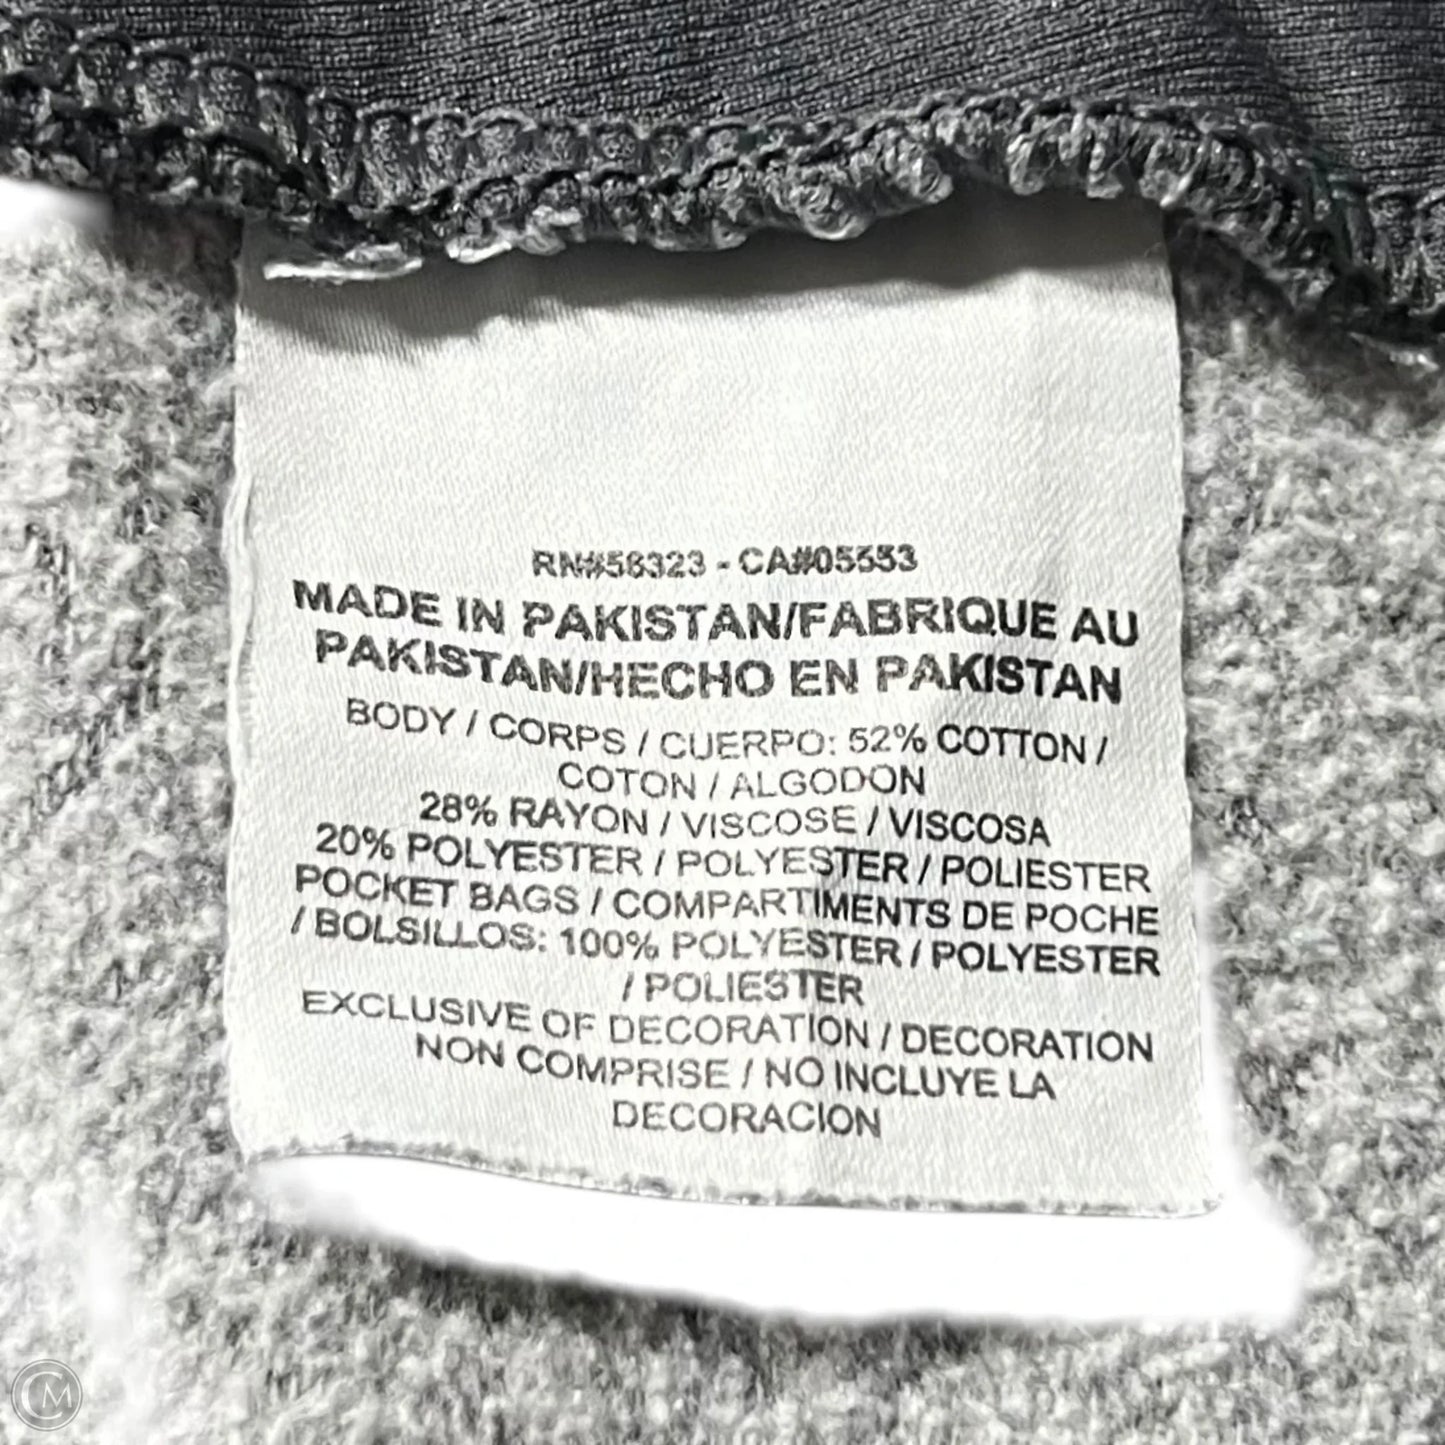 RN#58323 - CA#05553
MADE IN PAKISTAN/FABRIQUE AU
PAKISTAN/HECHO EN PAKISTAN
BODY / CORPS / CUERPO: 52% COTTON /
COTON / ALGODON
28% RAYON / VISCOSE / VISCOSA
20% POLYESTER / POLYESTER / POLIESTER
POCKET BAGS / COMPARTIMENTS DE POCHE
/ BOLSILLOS: 100% POLYESTER / POLYESTER
/ POLIESTER
EXCLUSIVE OF DECORATION / DECORATION
NON COMPRISE / NO INCLUYE LA
DECORACION
CM